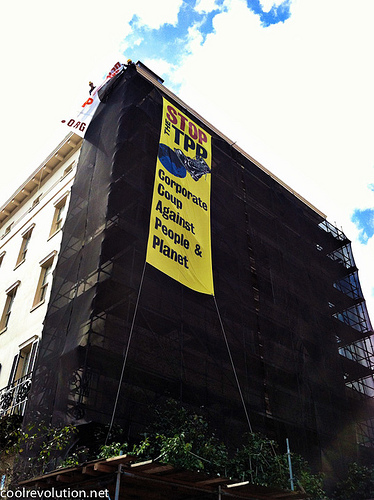 .ORG
STOP
THE
TPP
Corporate
Coup
Against
People &
Planet
coolrevolution.net